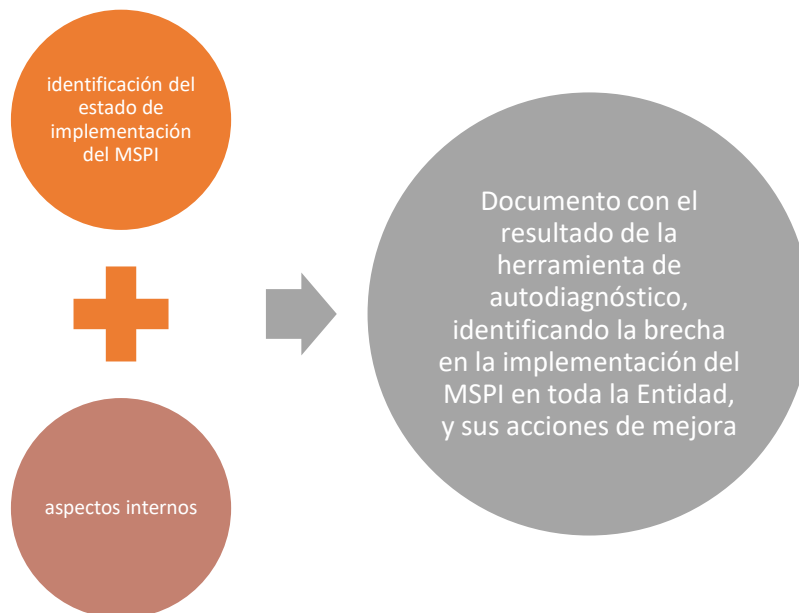 identificación del
estado de
implementación
del MSPI
aspectos internos
Documento con el
resultado de la
herramienta de
autodiagnóstico,
identificando la brecha
en la implementación del
MSPI en toda la Entidad,
y sus acciones de mejora